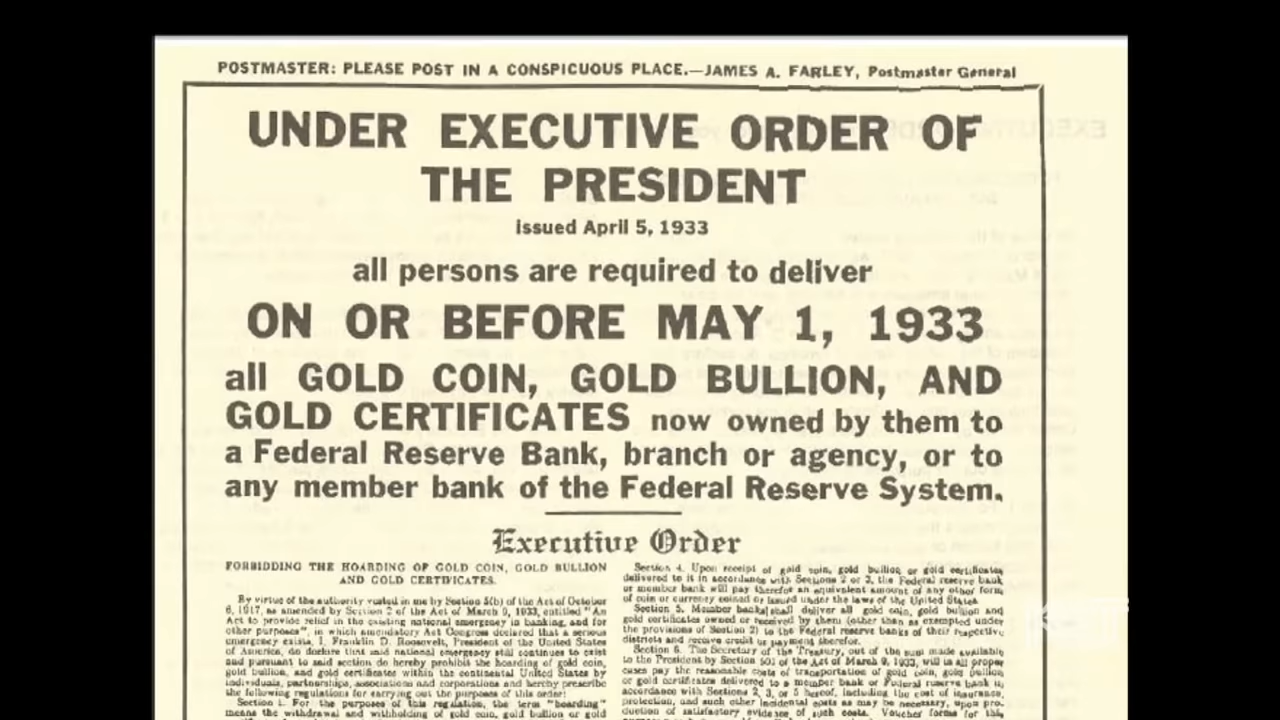 POSTMASTER: PLEASE POST IN A CONSPICUOUS PLACE.—JAMES A. FARLEY, Postmaster General
UNDER EXECUTIVE ORDER OF
THE PRESIDENT
issued April 5, 1933
all persons are required to deliver
ON OR BEFORE MAY 1, 1933
all GOLD COIN, GOLD BULLION, AND
GOLD CERTIFICATES now owned by them to
a Federal Reserve Bank, branch or agency, or to
any member bank of the Federal Reserve System.
Executive Order
FORBIDDING THE HOARDING OF GOLD COIN, GOLD BULLION
AND GOLD CERTIFICATES.
By virtue of the authority vested in me by Section 5(b) of the Act of October
6, 1917, as amended by Section 2 of the Act of March 9, 1933, entitled "An
Act to provide relief in the existing national emergency in banking, and for
other purposes", in which amendatory Act Congress declared that a serious
emergency exists, I, Franklin D. Roosevelt, President of the United States
of America, do declare that said national emergency still continues to exist
and pursuant to said section do hereby prohibit the hoarding of gold coin,
gold bullion, and gold certificates within the continental United States by
individuals, partnerships, associations and corporations and hereby prescribe
the following regulations for carrying out the purposes of this order:
Section 1. For the purposes of this regulation, the term "hoarding"
means the withdrawal and withholding of gold coin, gold bullion or gold
Section 4. Upon receipt of gold coin, gold bullion or gold certificates
delivered to it in accordance with Sections 2 or 3, the Federal reserve bank
or member bank will pay therefor an equivalent amount of any other form
of coin or currency coined or issued under the laws of the United States.
Section 5. Member banks shall deliver all gold coin, gold bullion and
gold certificates owned or received by them (other than as exempted under
the provisions of Section 2) to the Federal reserve banks of their respective
districts and receive credit or payment therefor.
Section 6. The Secretary of the Treasury, out of the sum made available
to the President by Section 501 of the Act of March 9, 1933, will in all proper
cases pay the reasonable costs of transportation of gold coin, gold bullion
or gold certificates delivered to a member bank or Federal reserve bank in
accordance with Sections 2, 3, or 5 hereof, including the cost of insurance,
protection, and such other incidental costs as may be necessary, upon pro-
duction of satisfactory evidence of such costs. Voucher forms for this